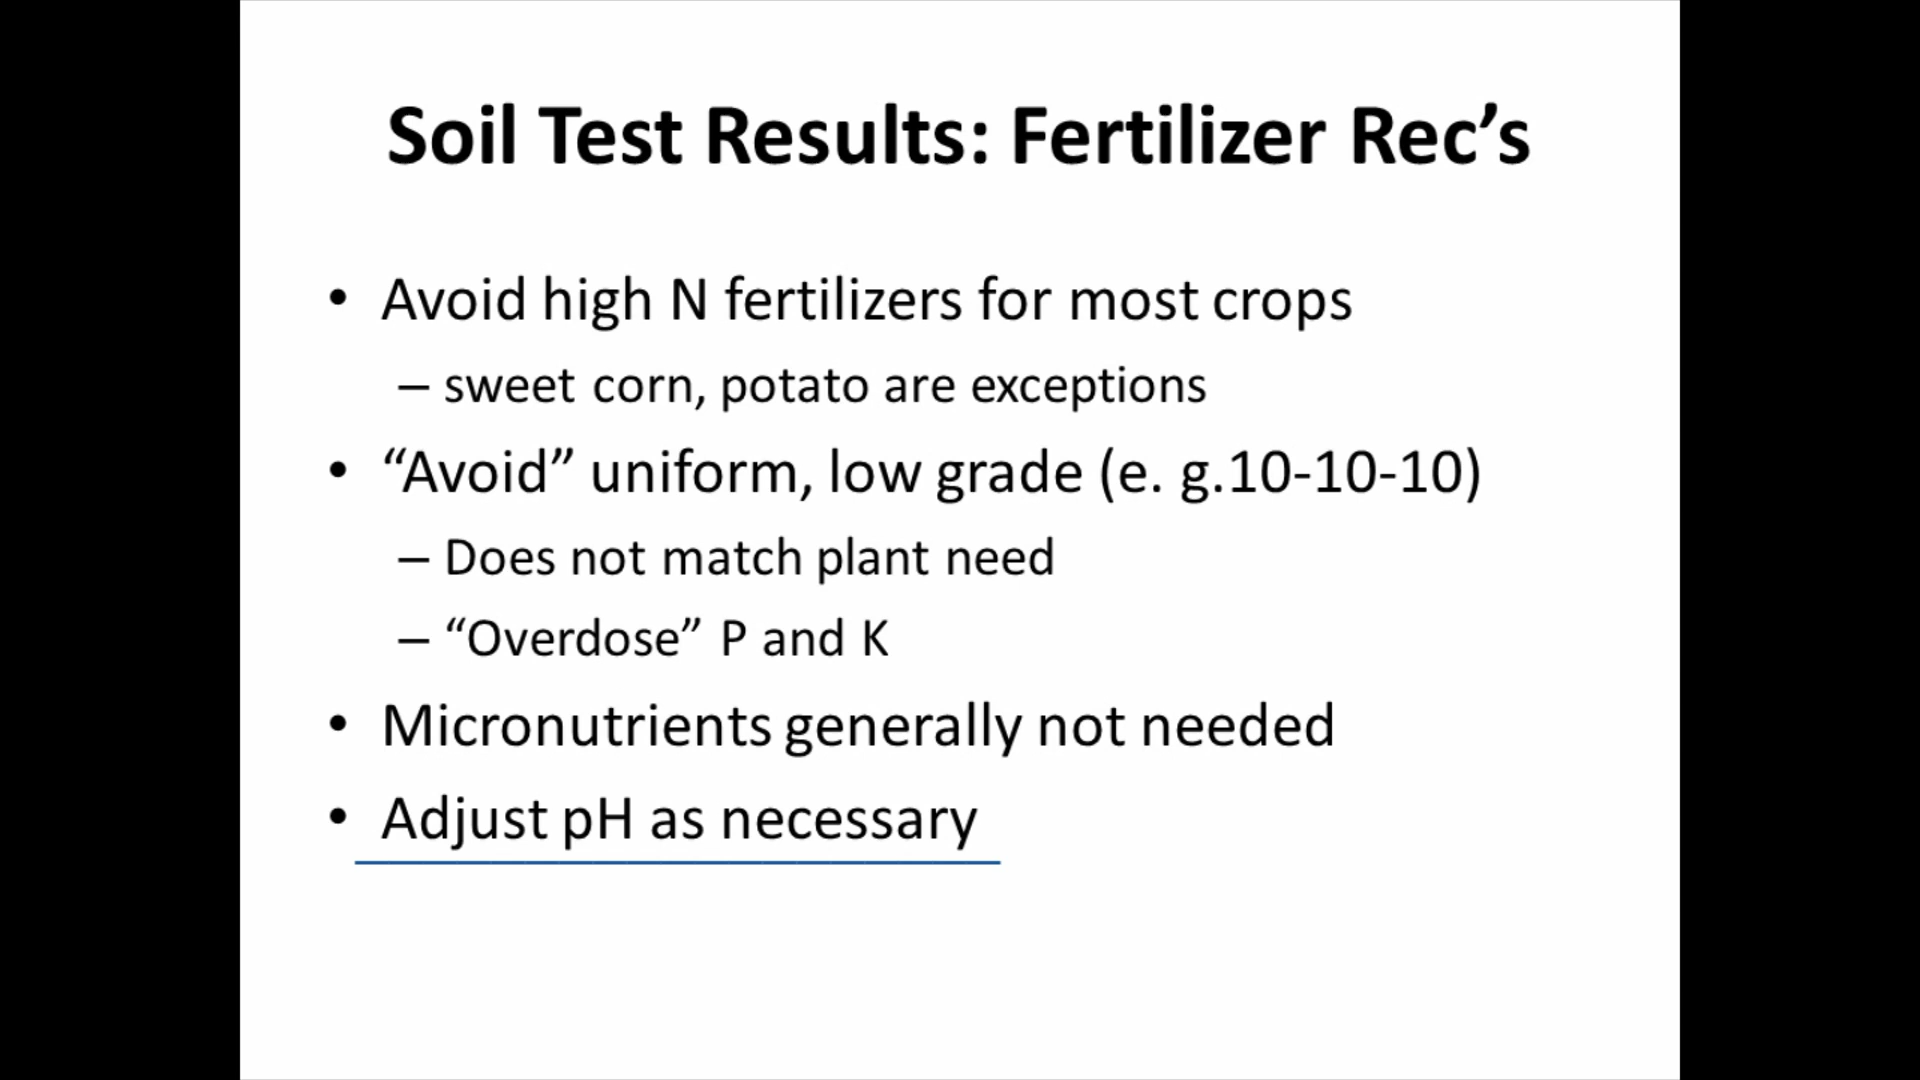 Soil Test Results: Fertilizer Rec’s
• Avoid high N fertilizers for most crops
– sweet corn, potato are exceptions
• “Avoid” uniform, low grade (e. g.10-10-10)
– Does not match plant need
– “Overdose” P and K
• Micronutrients generally not needed
• Adjust pH as necessary